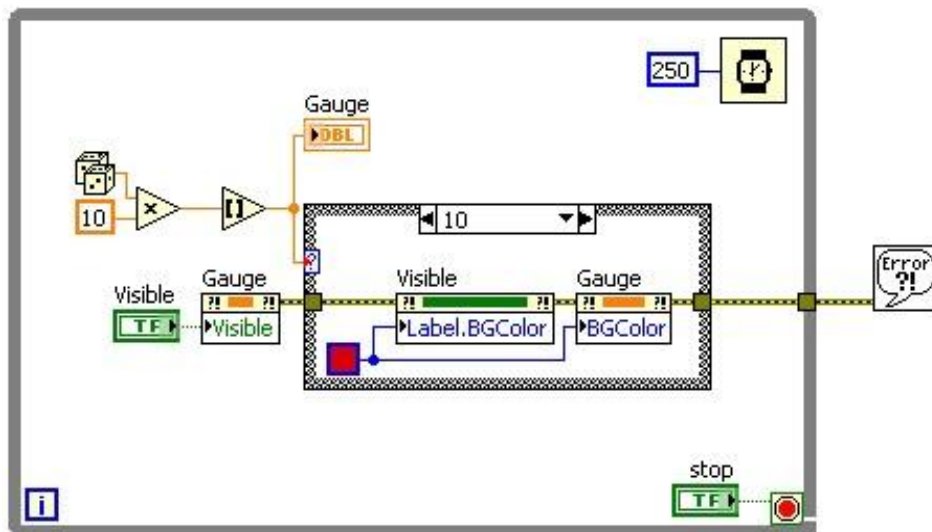 250
Gauge
DBL
10
10
?
Visible
TF
Gauge
?! ?!
Visible
Visible
?! ?!
Label.BGColor
Gauge
?! ?!
BGColor
Error
?!
stop
TF
i